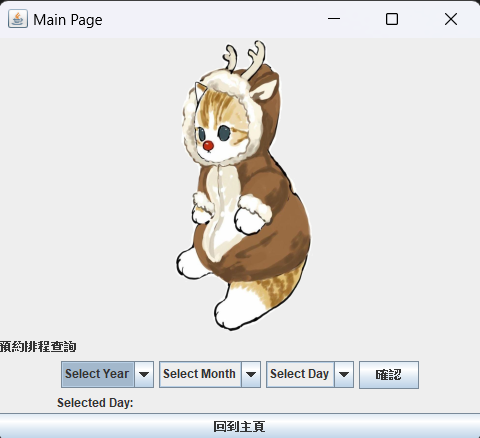 Main Page
預約排程查詢
Select Year Select Month Select Day 確認
Selected Day:
回到主頁